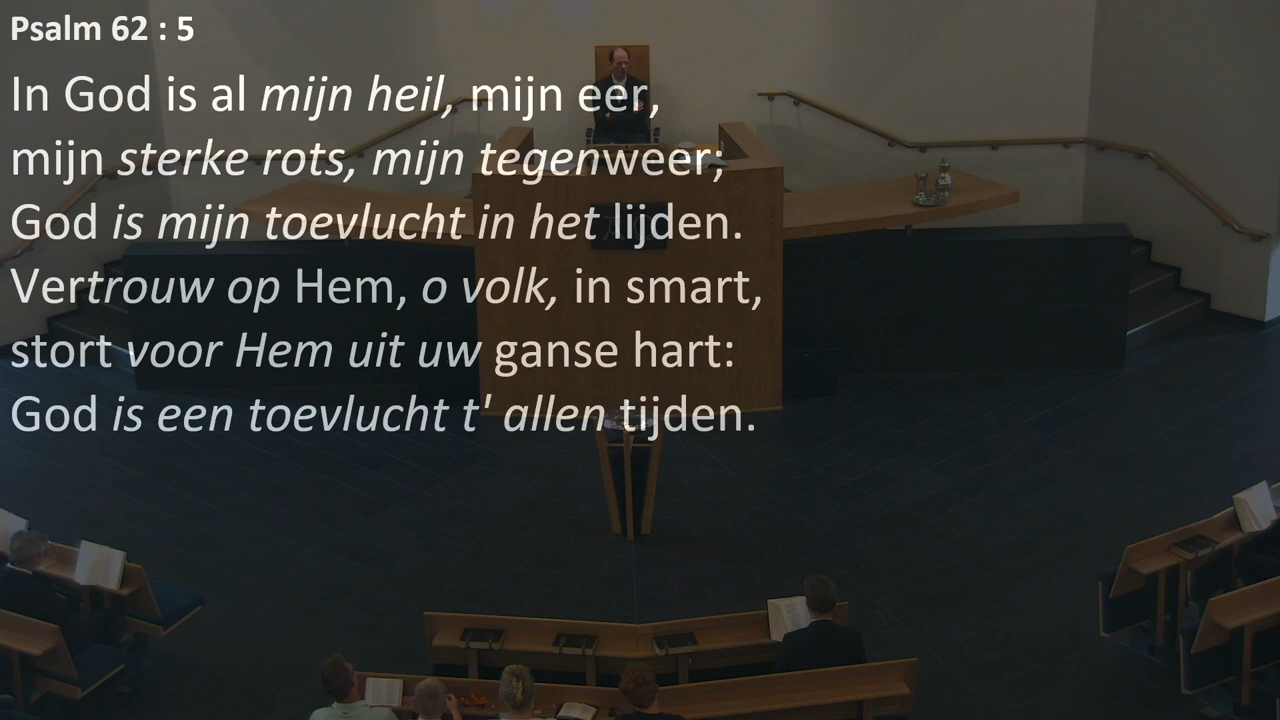 Psalm 62 : 5
In God is al mijn heil, mijn eer,
mijn sterke rots, mijn tegenweer;
God is mijn toevlucht in het lijden.
Vertrouw op Hem, o volk, in smart,
stort voor Hem uit uw ganse hart:
God is een toevlucht t' allen tijden.